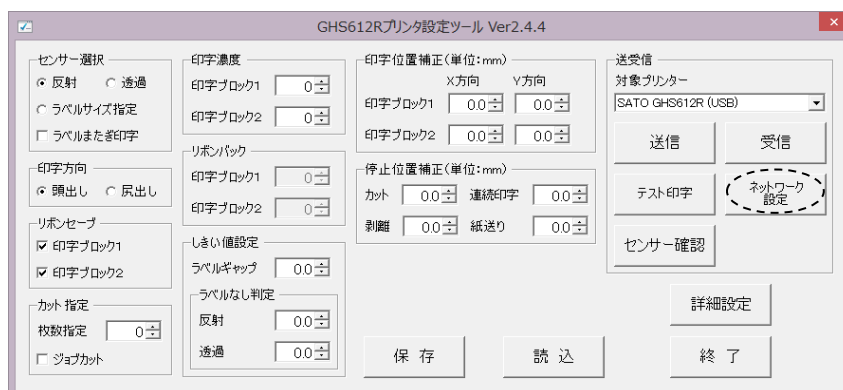 GHS612Rプリンタ設定ツール Ver2.4.4
センサー選択
反射 透過
ラベルサイズ指定
ラベルまたぎ印字
印字方向
頭出し 尻出し
リボンセーブ
印字ブロック1
印字ブロック2
カット指定
枚数指定 0
ジョブカット
印字濃度
印字ブロック1 0
印字ブロック2 0
リボンバック
印字ブロック1 0
印字ブロック2 0
しきい値設定
ラベルギャップ 0.0
ラベルなし判定
反射 0.0
透過 0.0
印字位置補正(単位:mm)
X方向 Y方向
印字ブロック1 0.0 0.0
印字ブロック2 0.0 0.0
停止位置補正(単位:mm)
カット 0.0 連続印字 0.0
剥離 0.0 紙送り 0.0
保 存 読 込
送受信
対象プリンター
SATO GHS612R (USB)
送信 受信
テスト印字 ネットワーク
設定
センサー確認
詳細設定
終 了